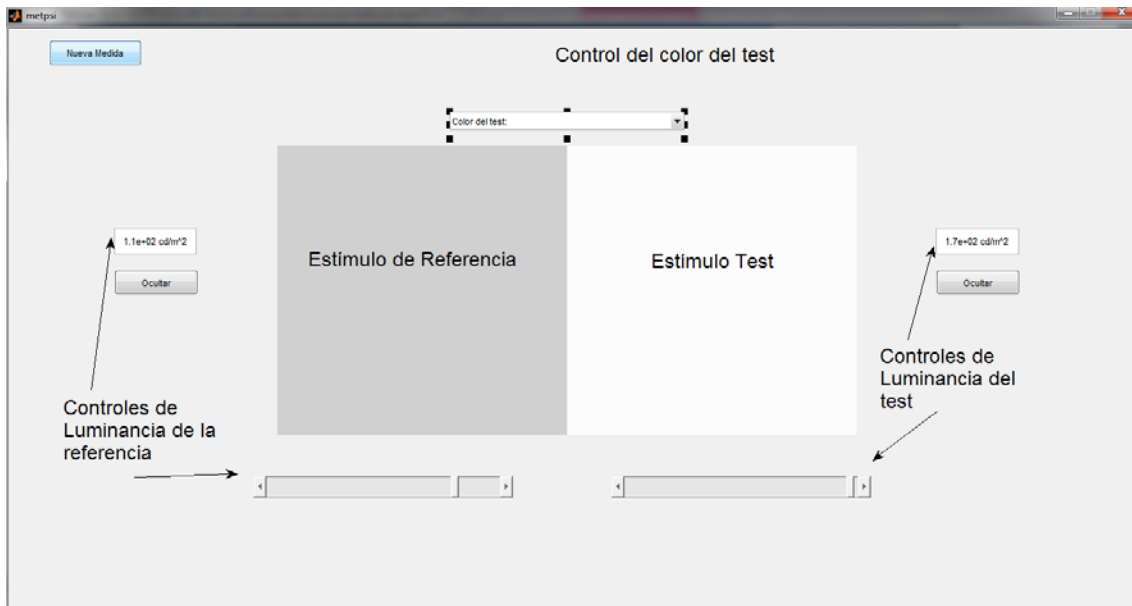 metpsi
Nueva Medida
Control del color del test
Color del test:
1.1e+02 cd/m^2
Ocultar
Estímulo de Referencia
Estimulo Test
1.7e+02 cd/m^2
Ocultar
Controles de
Luminancia de la
referencia
Controles de
Luminancia del
test